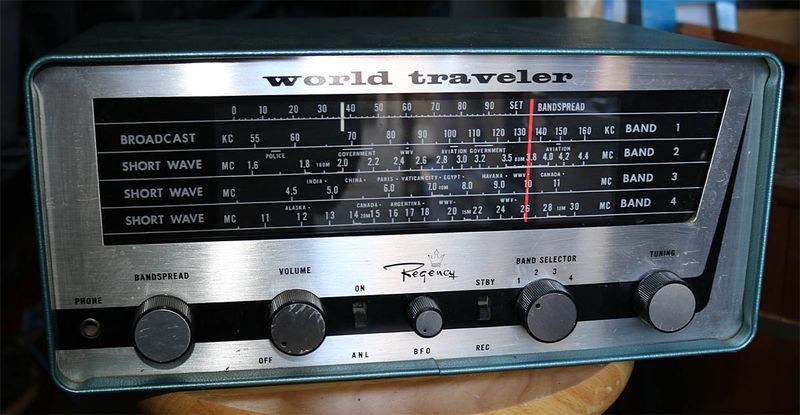 world traveler
0 10 20 30 40 50 60 70 80 90 SET BANDSPREAD
BROADCAST KC 55 60 70 80 90 100 110 120 130 140 150 160 KC BAND 1
POLICE GOVERNMENT WWV AVIATION GOVERNMENT AVIATION
SHORT WAVE MC 1.6 1.8 160M 2.0 2.2 2.4 2.6 2.8 3.0 3.2 3.5 80M 3.8 4.0 4.2 4.4 MC BAND 2
INDIA CHINA PARIS VATICAN CITY EGYPT HAVANA WWV CANADA
SHORT WAVE MC 4.5 5.0 6.0 7.0 40M 8.0 9.0 10 11 MC BAND 3
ALASKA CANADA ARGENTINA WWV WWV
SHORT WAVE MC 11 12 13 14 20M 15 16 17 18 20 15M 22 24 26 28 10M 30 MC BAND 4
BANDSPREAD VOLUME Regency BAND SELECTOR TUNING
PHONE ON STBY 1 2 3 4
OFF ANL BFO REC